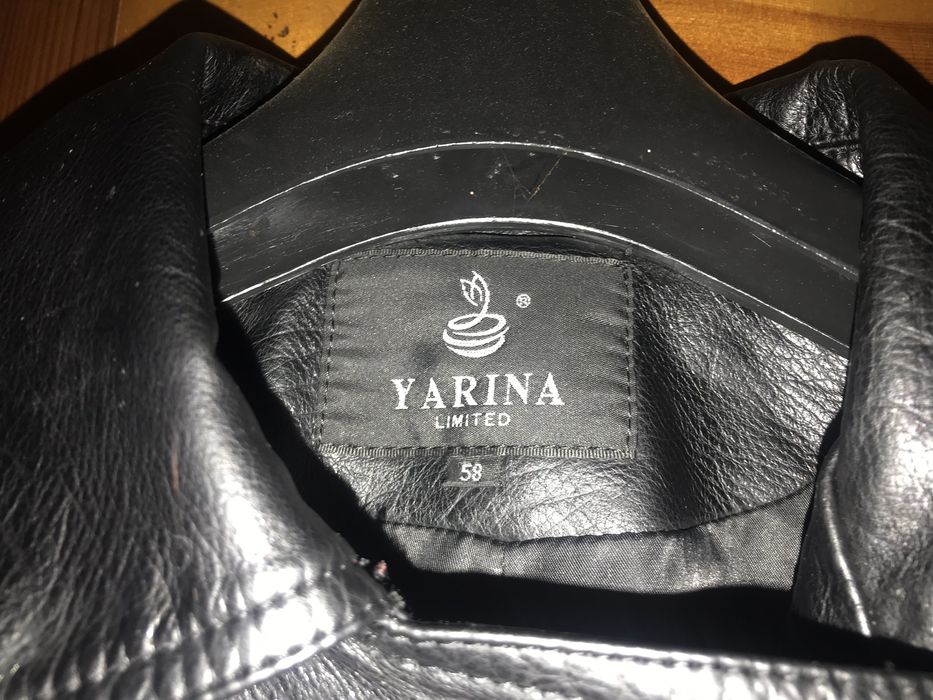 ®
YARINA
LIMITED
58